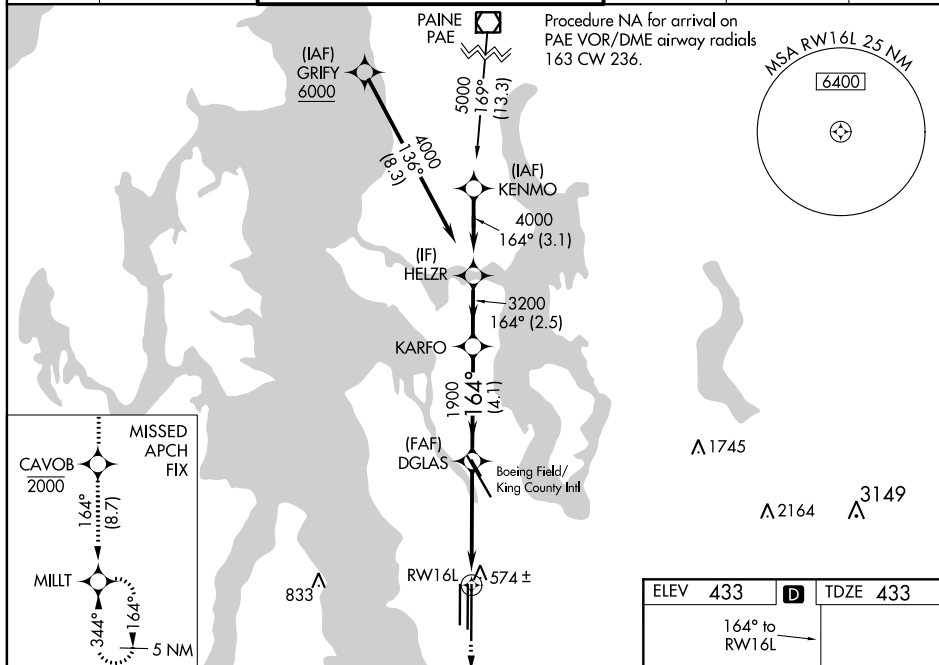 PAINE
PAE
Procedure NA for arrival on
PAE VOR/DME airway radials
163 CW 236.
(IAF)
GRIFY
6000
5000
169°
(13.3)
MSA RW16L 25 NM
6400
4000
136°
(8.3)
(IAF)
KENMO
4000
164° (3.1)
(IF)
HELZR
3200
164° (2.5)
KARFO
1900
164°
(4.1)
(FAF)
DGLAS
Boeing Field/
King County Intl
1745
2164
3149
MISSED
APCH
FIX
CAVOB
2000
164°
(8.7)
MILLT
344°
164°
5 NM
833
RW16L
574 ±
ELEV 433 D TDZE 433
164° to
RW16L